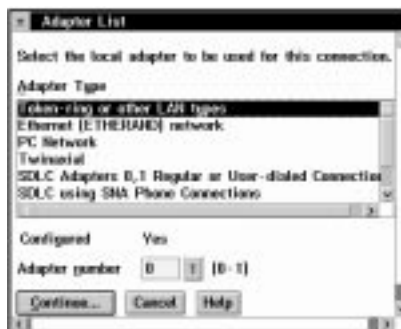 Adapter List
Select the local adapter to be used for this connection.
Adapter Type
Token-ring or other LAN types
Ethernet (ETHERAND) network
PC Network
Twinaxial
SDLC Adapters 0,1 Regular or User-dialed Connection
SDLC using SNA Phone Connections
Configured Yes
Adapter number 0 (0-1)
Continue... Cancel Help